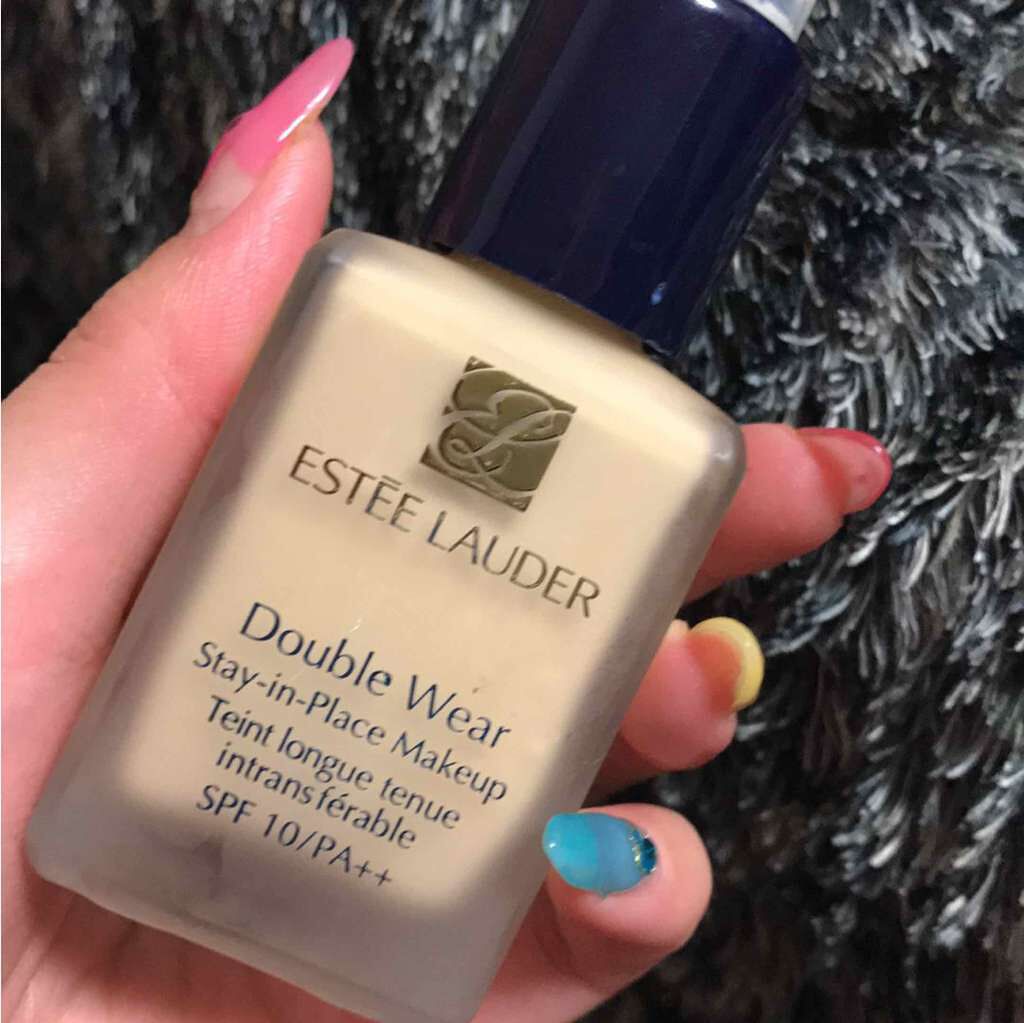 ESTĒE LAUDER
Double Wear
Stay-in-Place Makeup
Teint longue tenue
intransférable
SPF 10/PA++